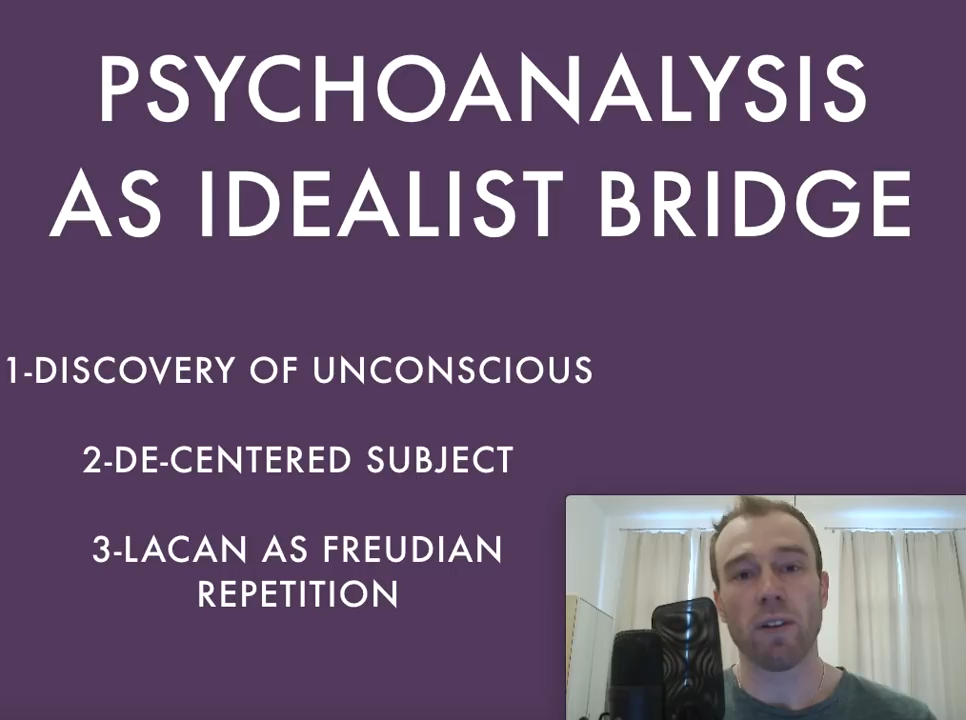 PSYCHOANALYSIS
AS IDEALIST BRIDGE
1-DISCOVERY OF UNCONSCIOUS
2-DE-CENTERED SUBJECT
3-LACAN AS FREUDIAN
REPETITION